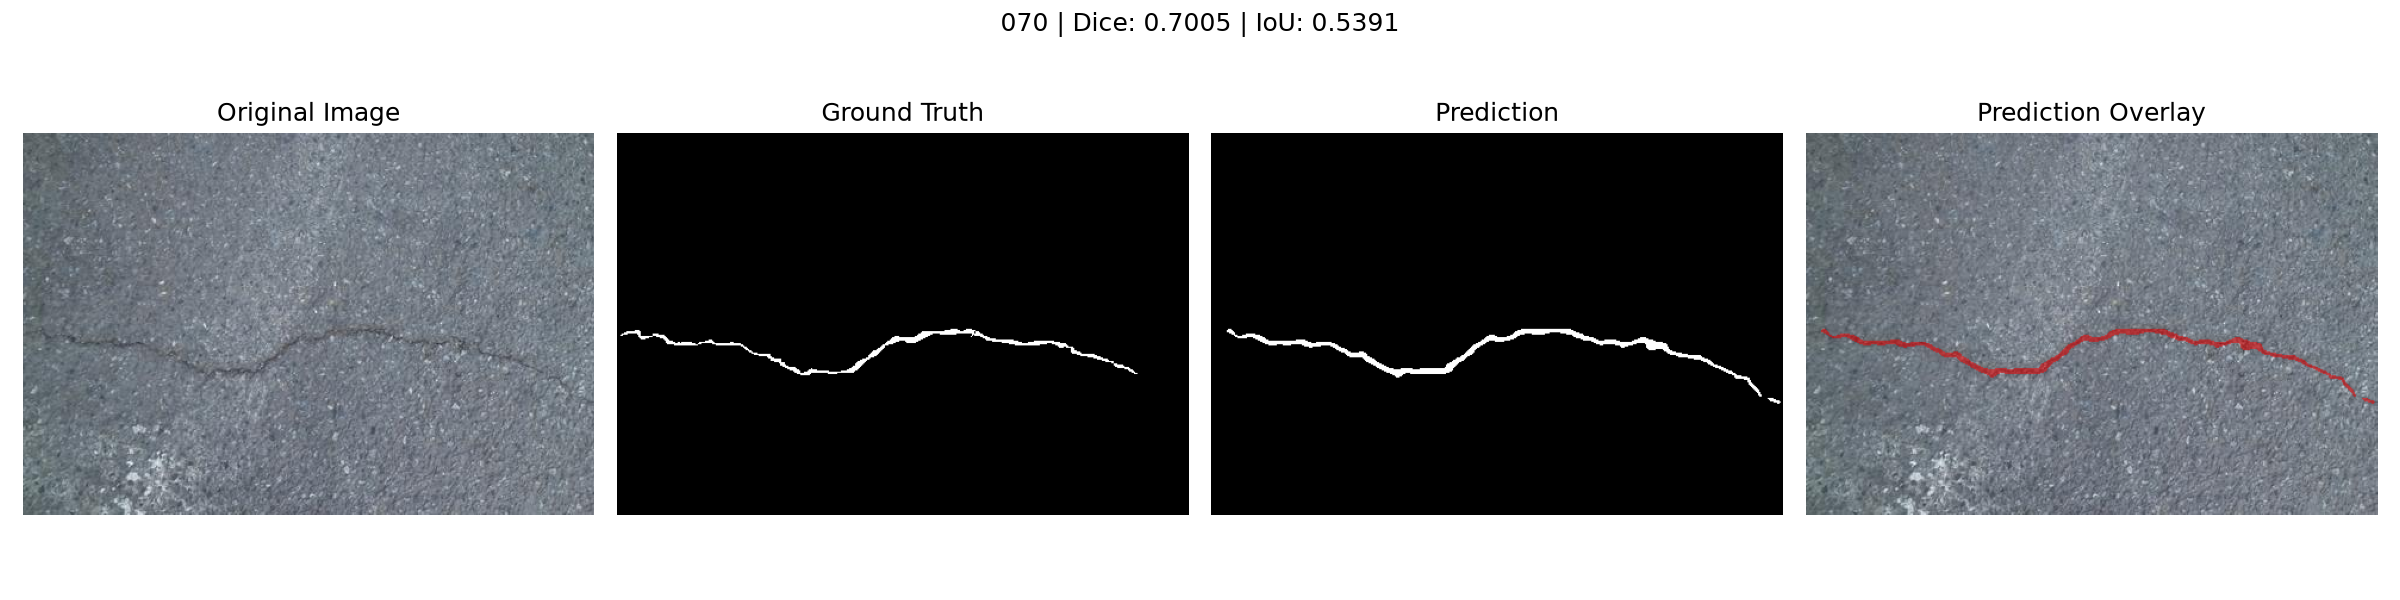 070 | Dice: 0.7005 | IoU: 0.5391
Original Image
Ground Truth
Prediction
Prediction Overlay